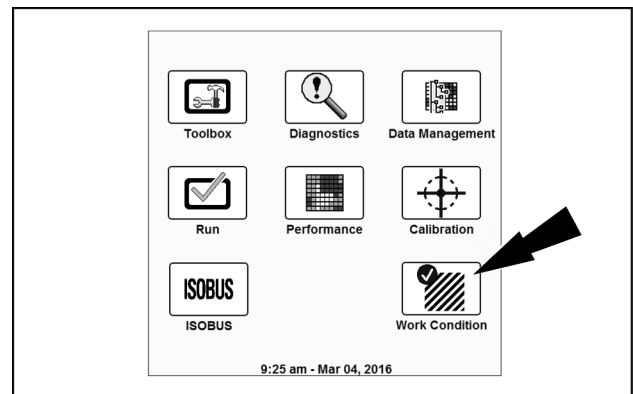 Toolbox Diagnostics Data Management
Run Performance Calibration
ISOBUS
ISOBUS Work Condition
9:25 am - Mar 04, 2016